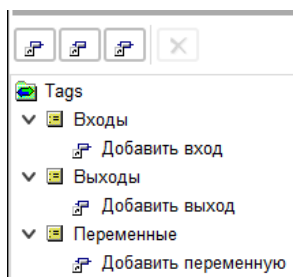 Tags
Входы
Добавить вход
Выходы
Добавить выход
Переменные
Добавить переменную